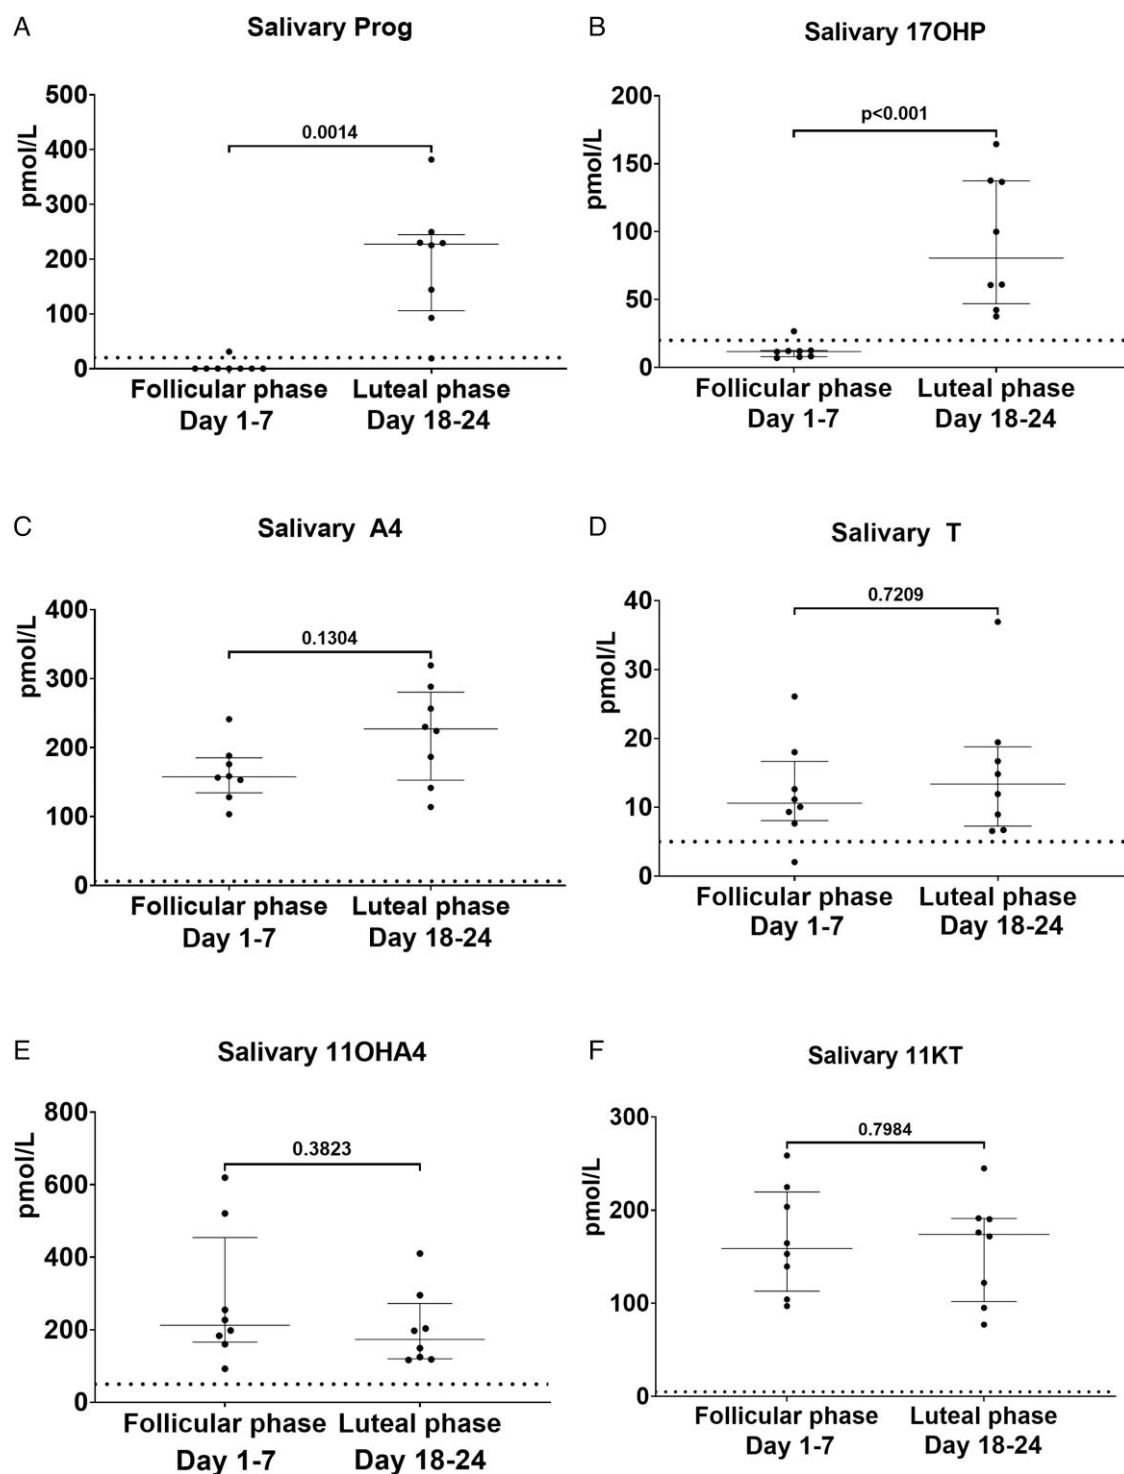 A
Salivary Prog
pmol/L
500
400
300
200
100
0
0.0014
Follicular phase
Day 1-7
Luteal phase
Day 18-24
B
Salivary 17OHP
pmol/L
200
150
100
50
0
p<0.001
Follicular phase
Day 1-7
Luteal phase
Day 18-24
C
Salivary A4
pmol/L
400
300
200
100
0
0.1304
Follicular phase
Day 1-7
Luteal phase
Day 18-24
D
Salivary T
pmol/L
40
30
20
10
0
0.7209
Follicular phase
Day 1-7
Luteal phase
Day 18-24
E
Salivary 11OHA4
pmol/L
800
600
400
200
0
0.3823
Follicular phase
Day 1-7
Luteal phase
Day 18-24
F
Salivary 11KT
pmol/L
300
200
100
0
0.7984
Follicular phase
Day 1-7
Luteal phase
Day 18-24